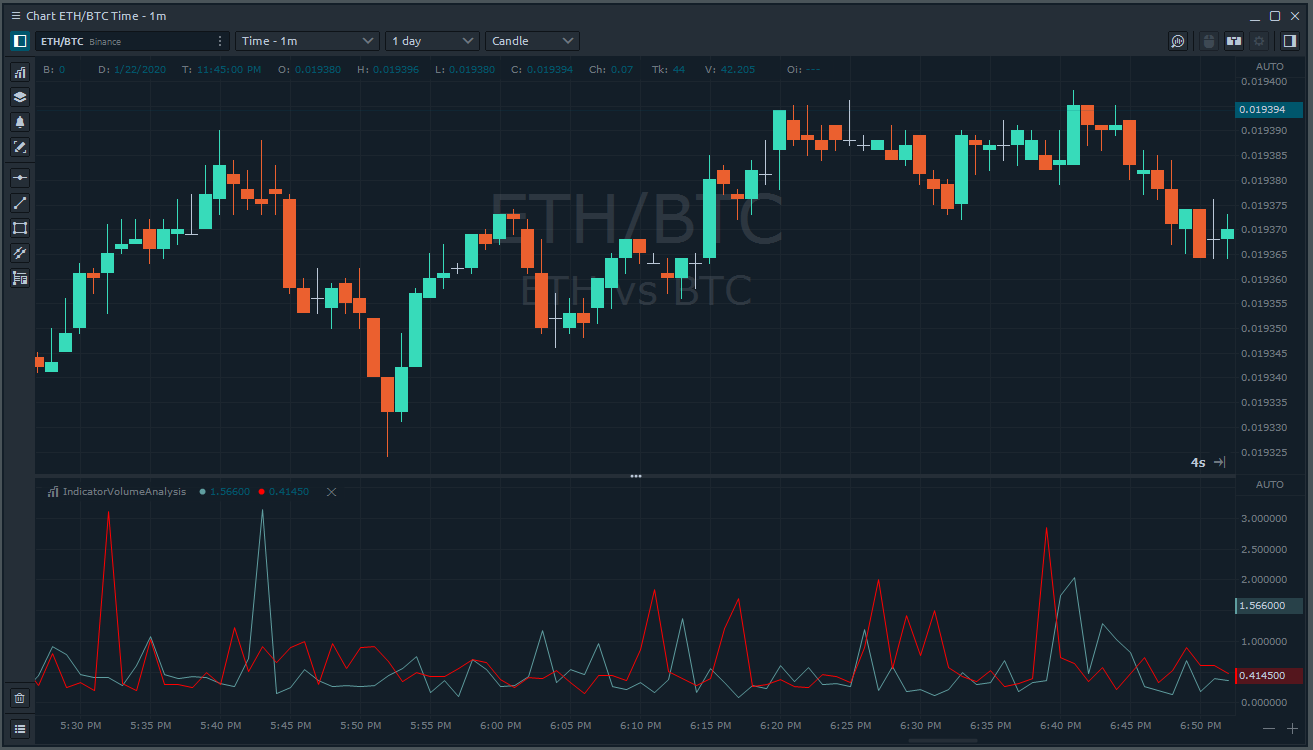 Chart ETH/BTC Time - 1m
ETH/BTC Binance Time - 1m 1 day Candle
B: 0 D: 1/22/2020 T: 11:45:00 PM O: 0.019380 H: 0.019396 L: 0.019380 C: 0.019394 Ch: 0.07 Tk: 44 V: 42.205 Oi: ---
AUTO
0.019400
0.019394
0.019390
0.019385
0.019380
0.019375
0.019370
0.019365
0.019360
0.019355
0.019350
0.019345
0.019340
0.019335
0.019330
0.019325
ETH/BTC
ETH vs BTC
4s
IndicatorVolumeAnalysis 1.56600 0.41450
AUTO
3.000000
2.500000
2.000000
1.566000
1.000000
0.414500
0.000000
5:30 PM 5:35 PM 5:40 PM 5:45 PM 5:50 PM 5:55 PM 6:00 PM 6:05 PM 6:10 PM 6:15 PM 6:20 PM 6:25 PM 6:30 PM 6:35 PM 6:40 PM 6:45 PM 6:50 PM